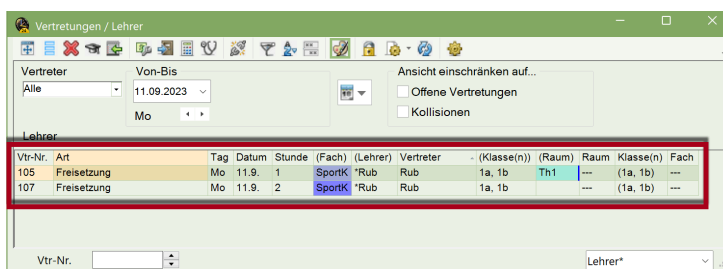 Vertretungen / Lehrer
Vertreter Von-Bis Ansicht einschränken auf...
Alle 11.09.2023 Offene Vertretungen
Mo Kollisionen
Lehrer
Vtr-Nr. Art Tag Datum Stunde (Fach) (Lehrer) Vertreter (Klasse(n)) (Raum) Raum Klasse(n) Fach
105 Freisetzung Mo 11.9. 1 SportK *Rub Rub 1a, 1b Th1 --- (1a, 1b) ---
107 Freisetzung Mo 11.9. 2 SportK *Rub Rub 1a, 1b --- (1a, 1b) ---
Vtr-Nr. Lehrer*